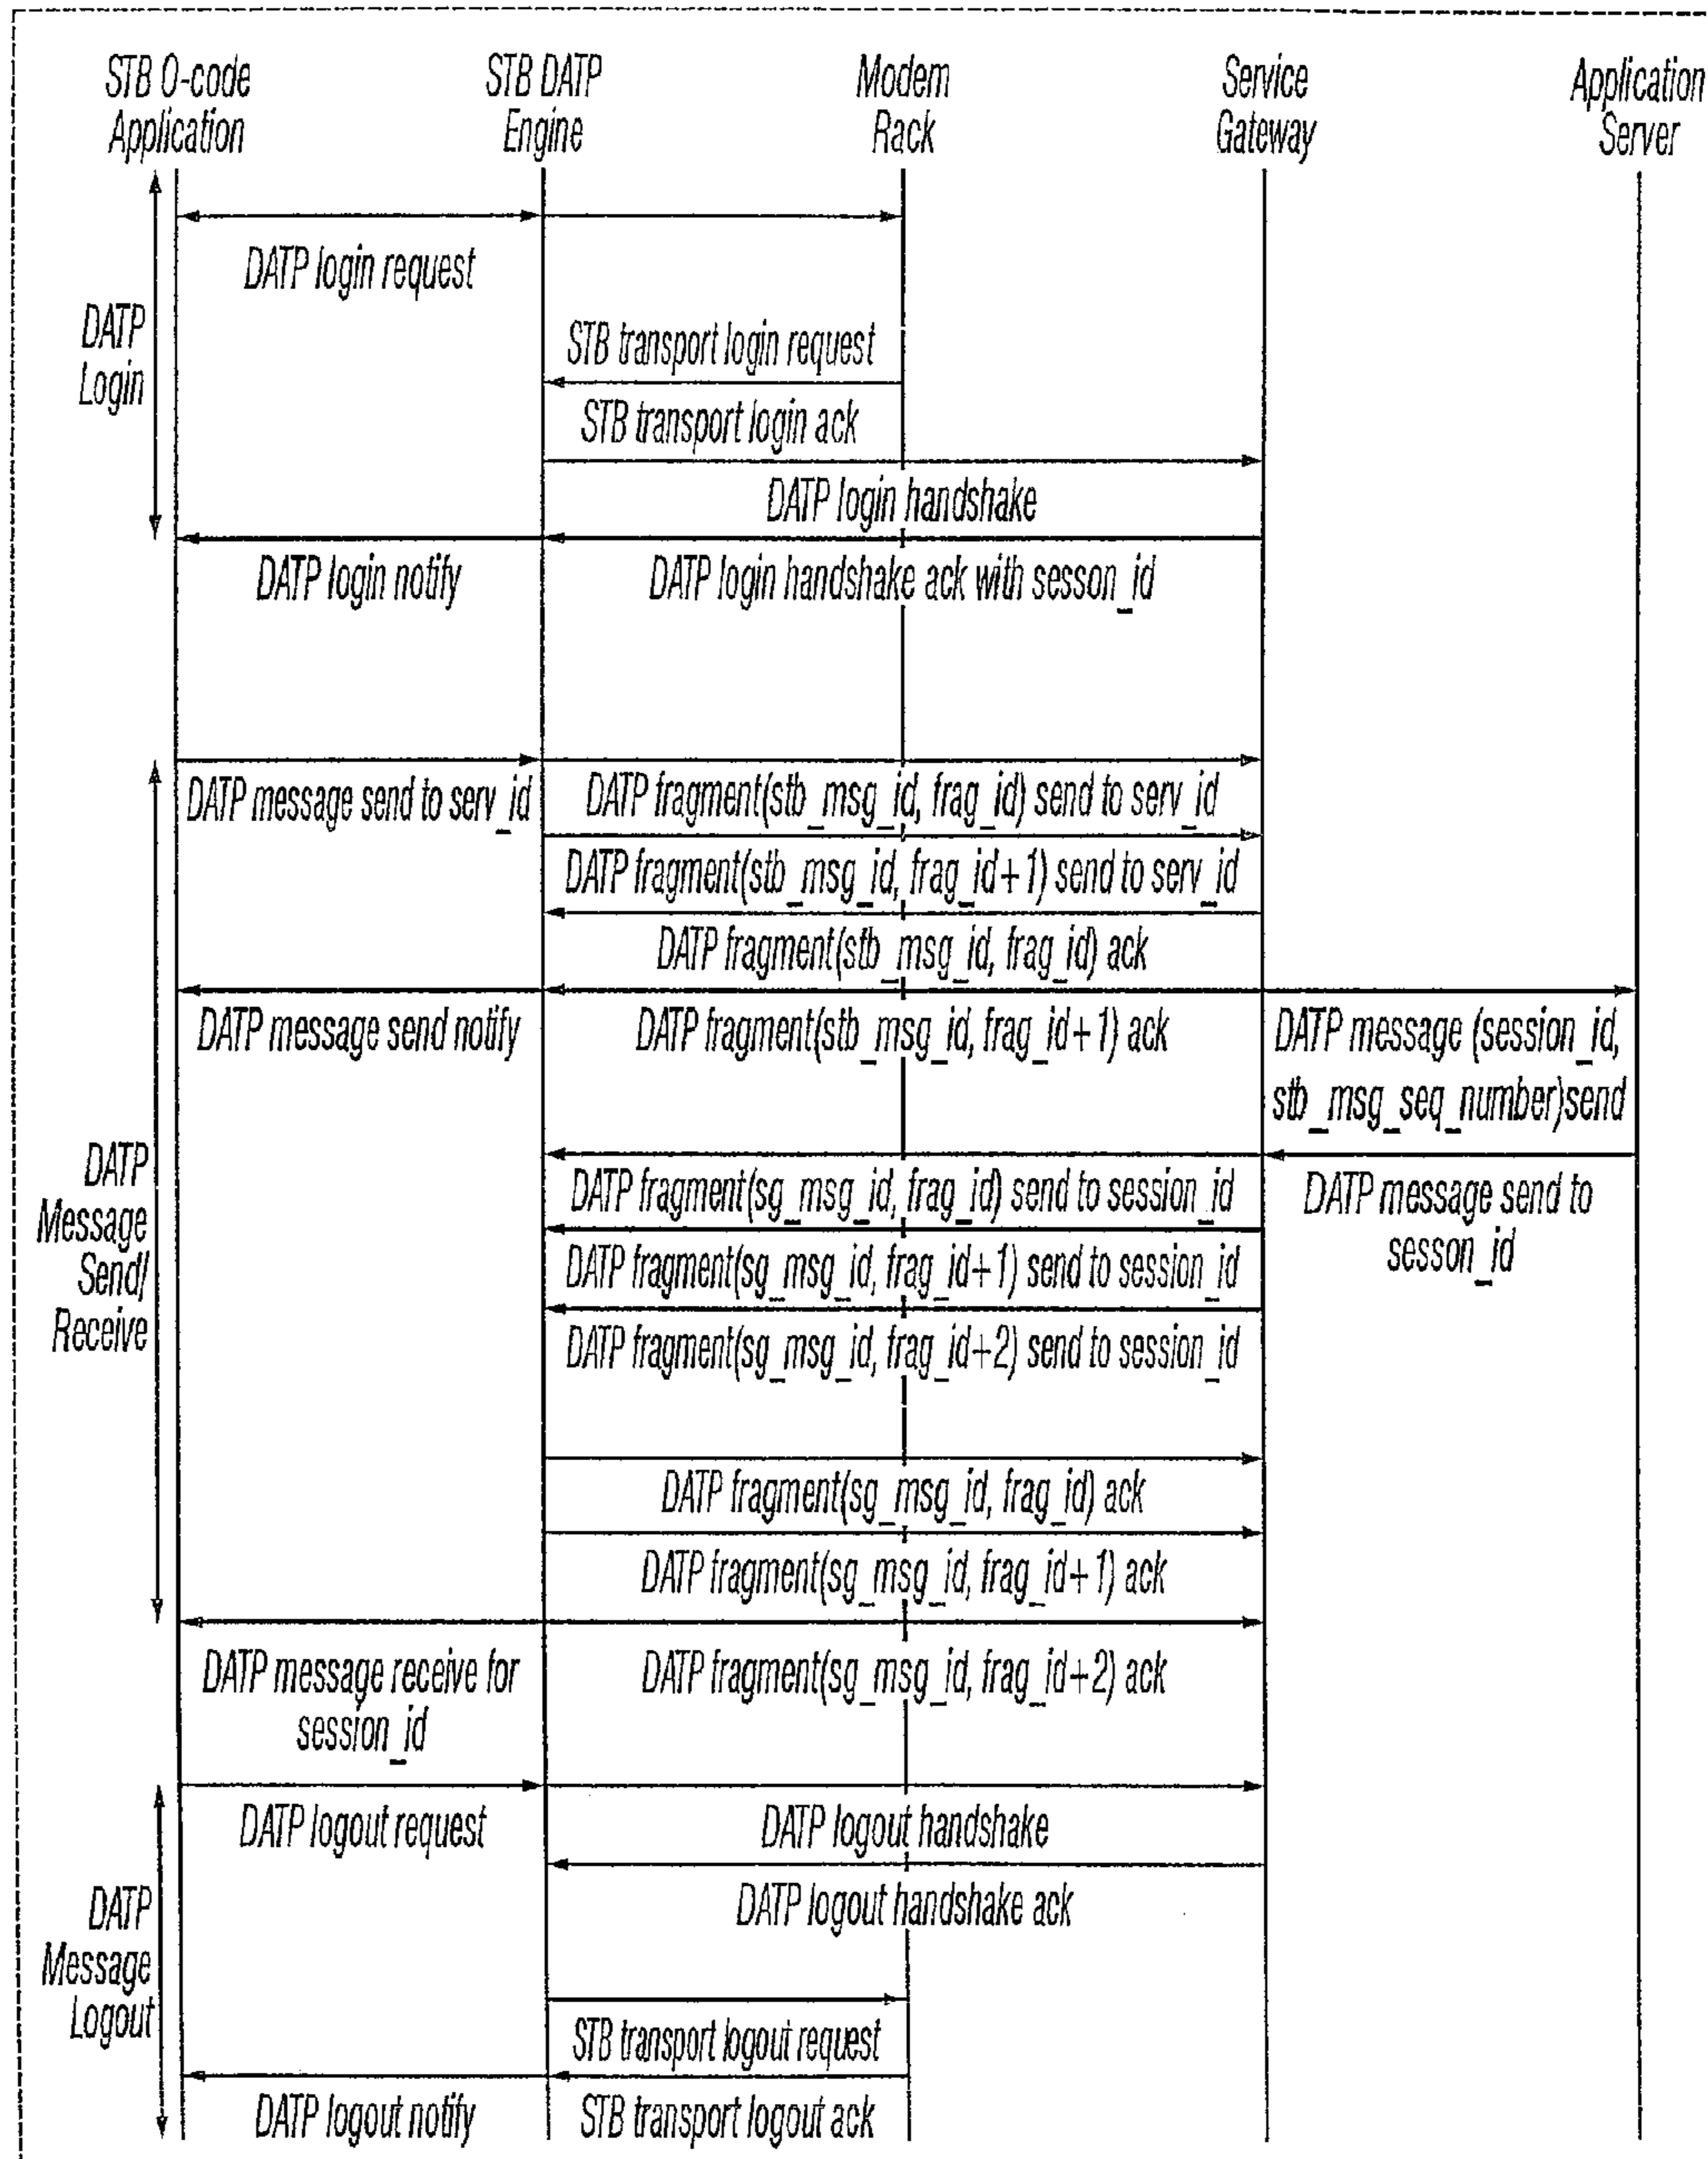 STB O-code
Application
STB DATP
Engine
Modem
Rack
Service
Gateway
Application
Server
DATP
Login
DATP login request
STB transport login request
STB transport login ack
DATP login handshake
DATP login notify
DATP login handshake ack with sesson_id
DATP message send to serv_id
DATP fragment(stb_msg_id, frag_id) send to serv_id
DATP fragment(stb_msg_id, frag_id+1) send to serv_id
DATP fragment(stb_msg_id, frag_id) ack
DATP message send notify
DATP fragment(stb_msg_id, frag_id+1) ack
DATP message (session_id,
stb_msg_seq_number)send
DATP
Message
Send/
Receive
DATP fragment(sg_msg_id, frag_id) send to session_id
DATP message send to
sesson_id
DATP fragment(sg_msg_id, frag_id+1) send to session_id
DATP fragment(sg_msg_id, frag_id+2) send to session_id
DATP fragment(sg_msg_id, frag_id) ack
DATP fragment(sg_msg_id, frag_id+1) ack
DATP message receive for
session_id
DATP fragment(sg_msg_id, frag_id+2) ack
DATP logout request
DATP logout handshake
DATP logout handshake ack
DATP
Message
Logout
STB transport logout request
DATP logout notify
STB transport logout ack